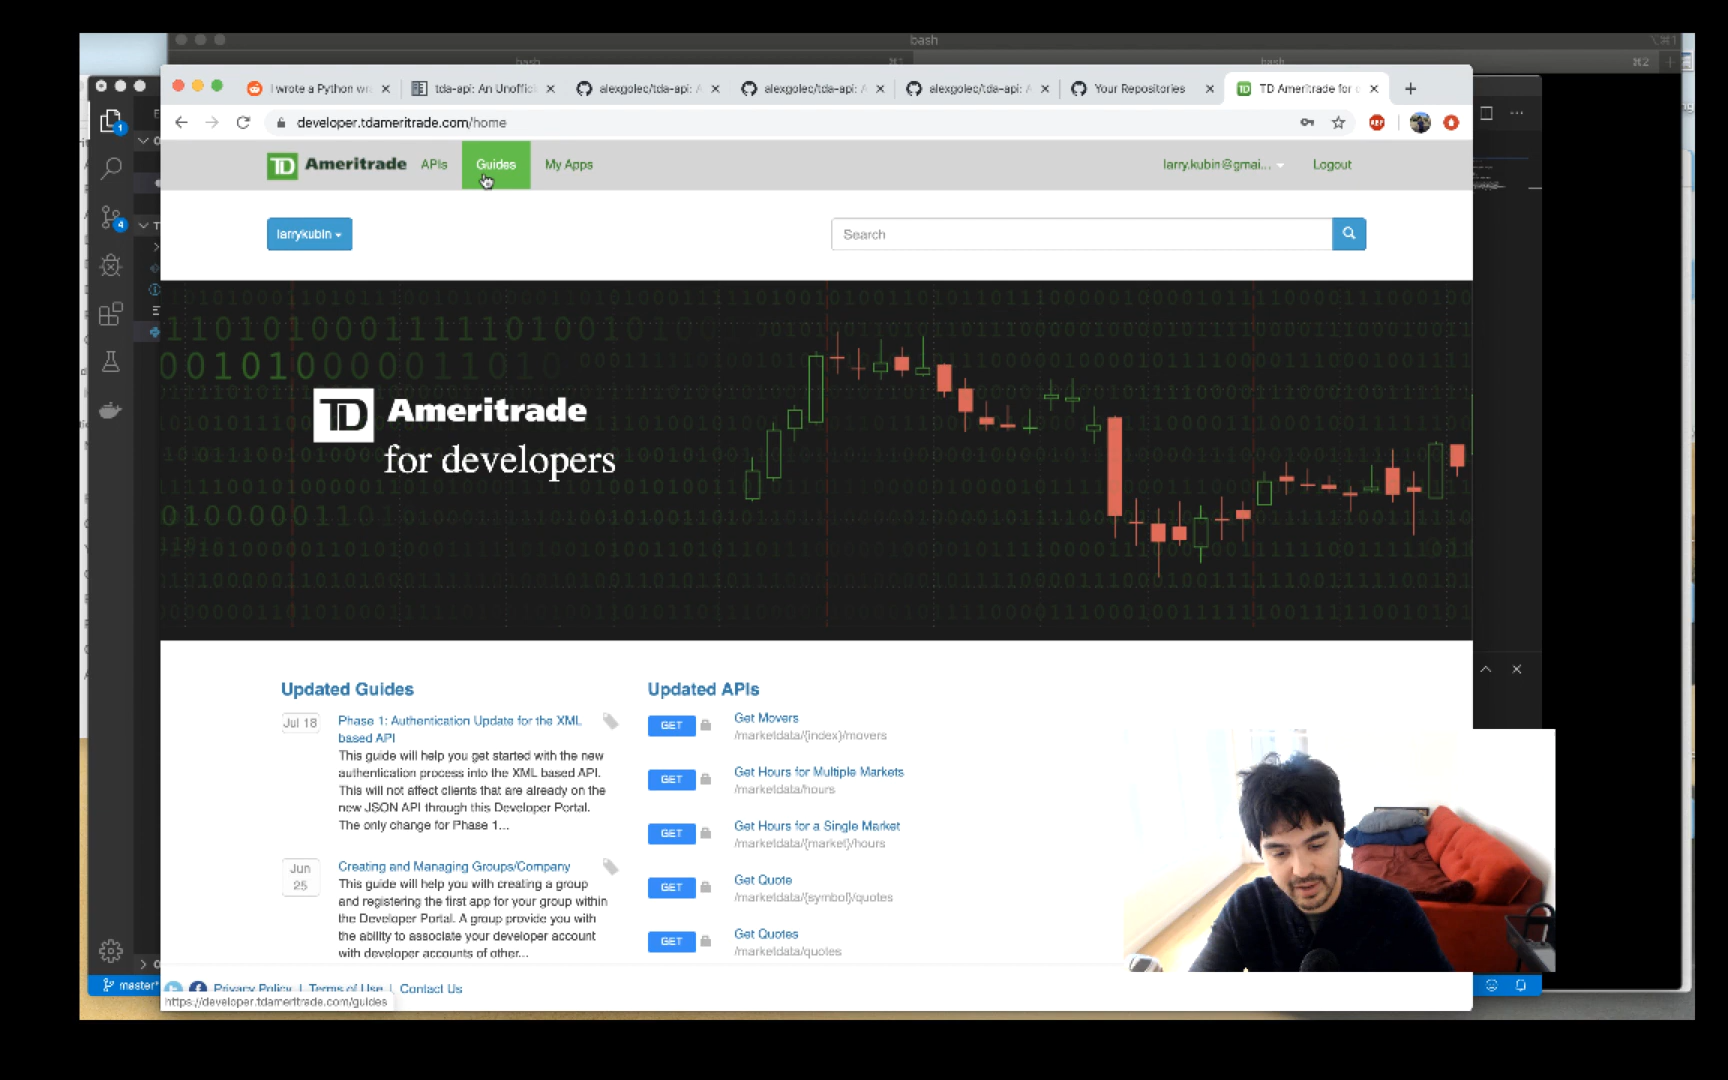 bash
bash
⌘1
bash
⌘2
I wrote a Python wr
tda-api: An Unoffic
alexgolec/tda-api: A
alexgolec/tda-api: A
alexgolec/tda-api: A
Your Repositories
TD Ameritrade for
developer.tdameritrade.com/home
TD Ameritrade
APIs
Guides
My Apps
larry.kubin@gmai...
Logout
larrykubin
Search
TD Ameritrade
for developers
Updated Guides
Updated APIs
Jul 18
Phase 1: Authentication Update for the XML
based API
This guide will help you get started with the new
authentication process into the XML based API.
This will not affect clients that are already on the
new JSON API through this Developer Portal.
The only change for Phase 1...
Jun
25
Creating and Managing Groups/Company
This guide will help you with creating a group
and registering the first app for your group within
the Developer Portal. A group provide you with
the ability to associate your developer account
with developer accounts of other...
GET
Get Movers
/marketdata/{index}/movers
GET
Get Hours for Multiple Markets
/marketdata/hours
GET
Get Hours for a Single Market
/marketdata/{market}/hours
GET
Get Quote
/marketdata/{symbol}/quotes
GET
Get Quotes
/marketdata/quotes
Privacy Policy | Terms of Use | Contact Us
https://developer.tdameritrade.com/guides
master*
1
4